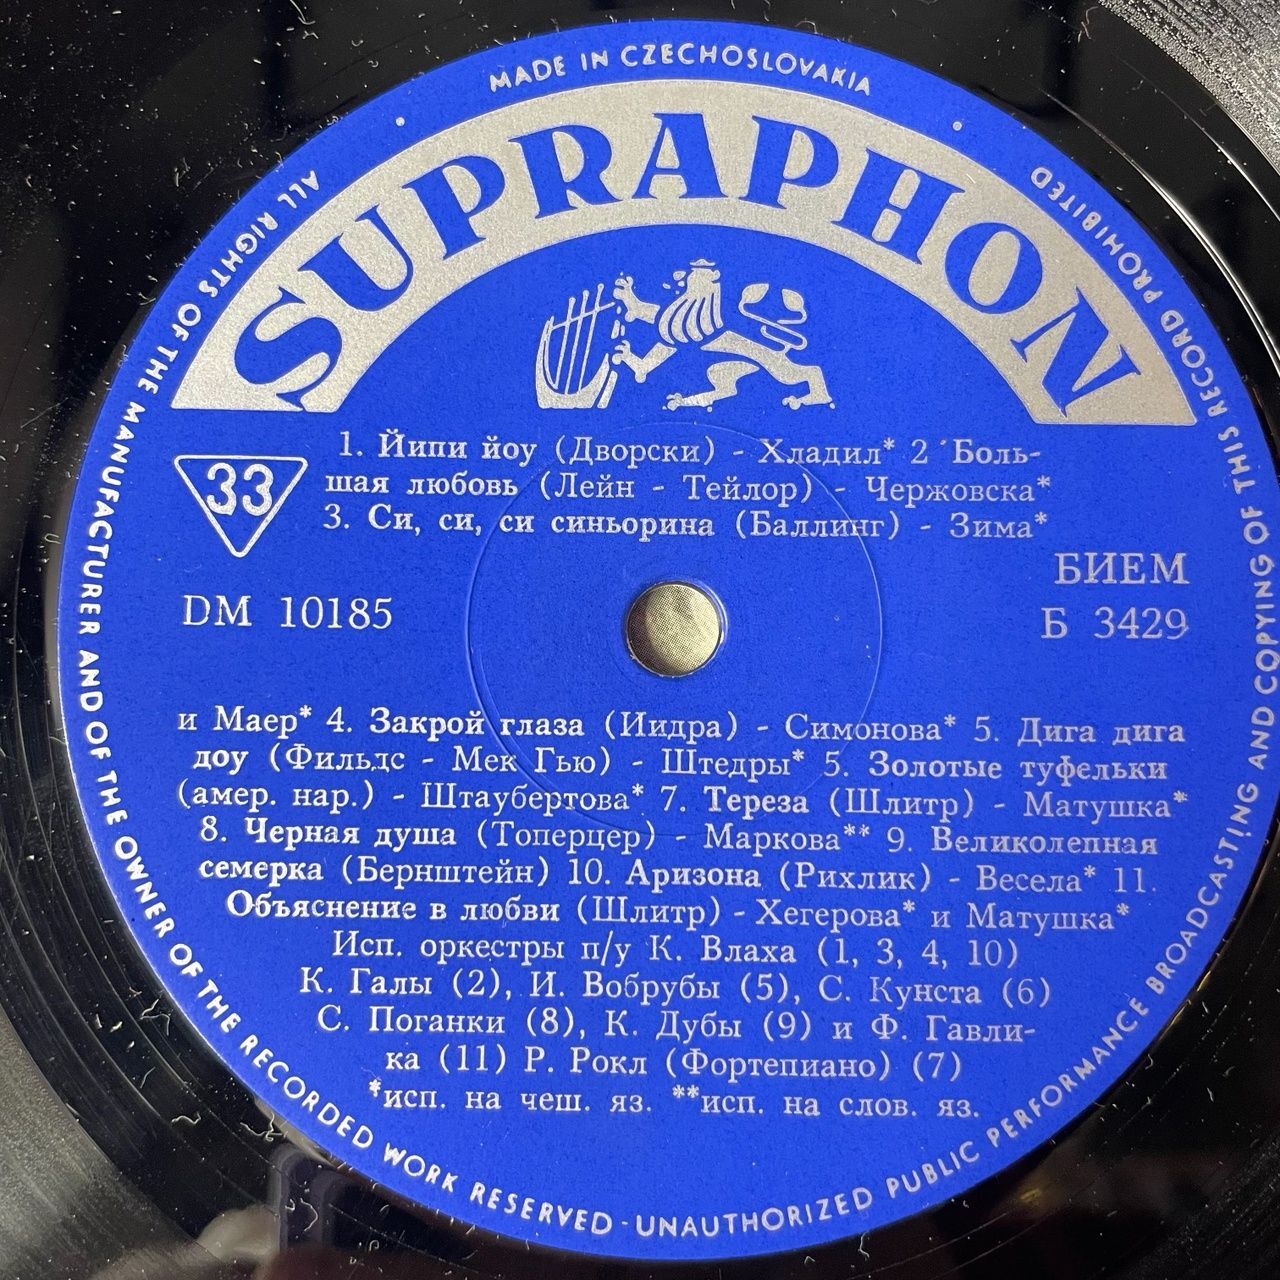 MADE IN CZECHOSLOVAKIA
SUPRAPHON
ALL RIGHTS OF THE MANUFACTURER AND OF THE OWNER OF THE RECORDED WORK RESERVED - UNAUTHORIZED PUBLIC PERFORMANCE BROADCASTING AND COPYING OF THIS RECORD PROHIBITED
33
1. Йипи йоу (Дворски) - Хладил* 2 Боль-
шая любовь (Лейн - Тейлор) - Чержовска*
3. Си, си, си синьорина (Баллинг) - Зима*
БИЕМ
DM 10185
Б 3429
и Маер* 4. Закрой глаза (Иидра) - Симонова* 5. Дига дига
доу (Фильдс - Мек Гью) - Штедры* 5. Золотые туфельки
(амер. нар.) - Штаубертова* 7. Тереза (Шлитр) - Матушка*
8. Черная душа (Топерцер) - Маркова** 9. Великолепная
семерка (Бернштейн) 10. Аризона (Рихлик) - Весела* 11.
Объяснение в любви (Шлитр) - Хегерова* и Матушка*
Исп. оркестры п/у К. Влаха (1, 3, 4, 10)
К. Галы (2), И. Вобрубы (5), С. Кунста (6)
С. Поганки (8), К. Дубы (9) и Ф. Гавли-
ка (11) Р. Рокл (Фортепиано) (7)
*исп. на чеш. яз. **исп. на слов. яз.